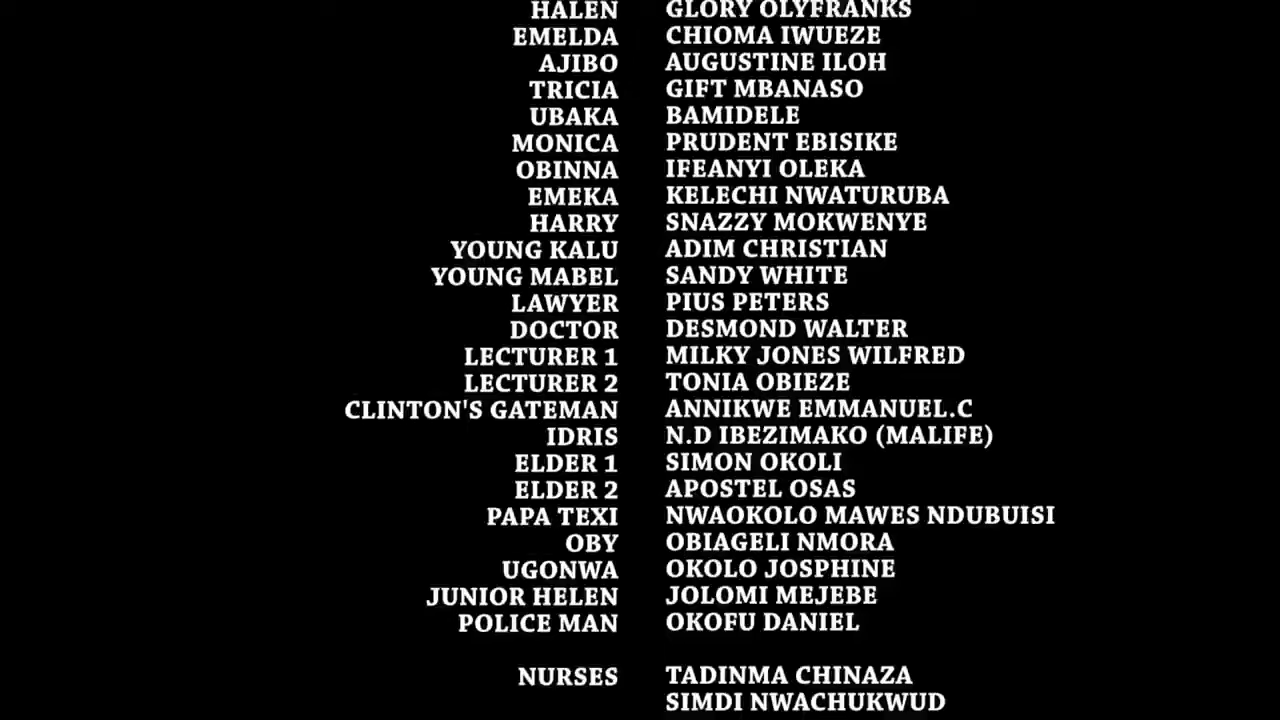 HALEN GLORY OLYFRANKS
EMELDA CHIOMA IWUEZE
AJIBO AUGUSTINE ILOH
TRICIA GIFT MBANASO
UBAKA BAMIDELE
MONICA PRUDENT EBISIKE
OBINNA IFEANYI OLEKA
EMEKA KELECHI NWATURUBA
HARRY SNAZZY MOKWENYE
YOUNG KALU ADIM CHRISTIAN
YOUNG MABEL SANDY WHITE
LAWYER PIUS PETERS
DOCTOR DESMOND WALTER
LECTURER 1 MILKY JONES WILFRED
LECTURER 2 TONIA OBIEZE
CLINTON'S GATEMAN ANNIKWE EMMANUEL.C
IDRIS N.D IBEZIMAKO (MALIFE)
ELDER 1 SIMON OKOLI
ELDER 2 APOSTEL OSAS
PAPA TEXI NWAOKOLO MAWES NDUBUISI
OBY OBIAGELI NMORA
UGONWA OKOLO JOSPHINE
JUNIOR HELEN JOLOMI MEJEBE
POLICE MAN OKOFU DANIEL
NURSES TADINMA CHINAZA
SIMDI NWACHUKWUD